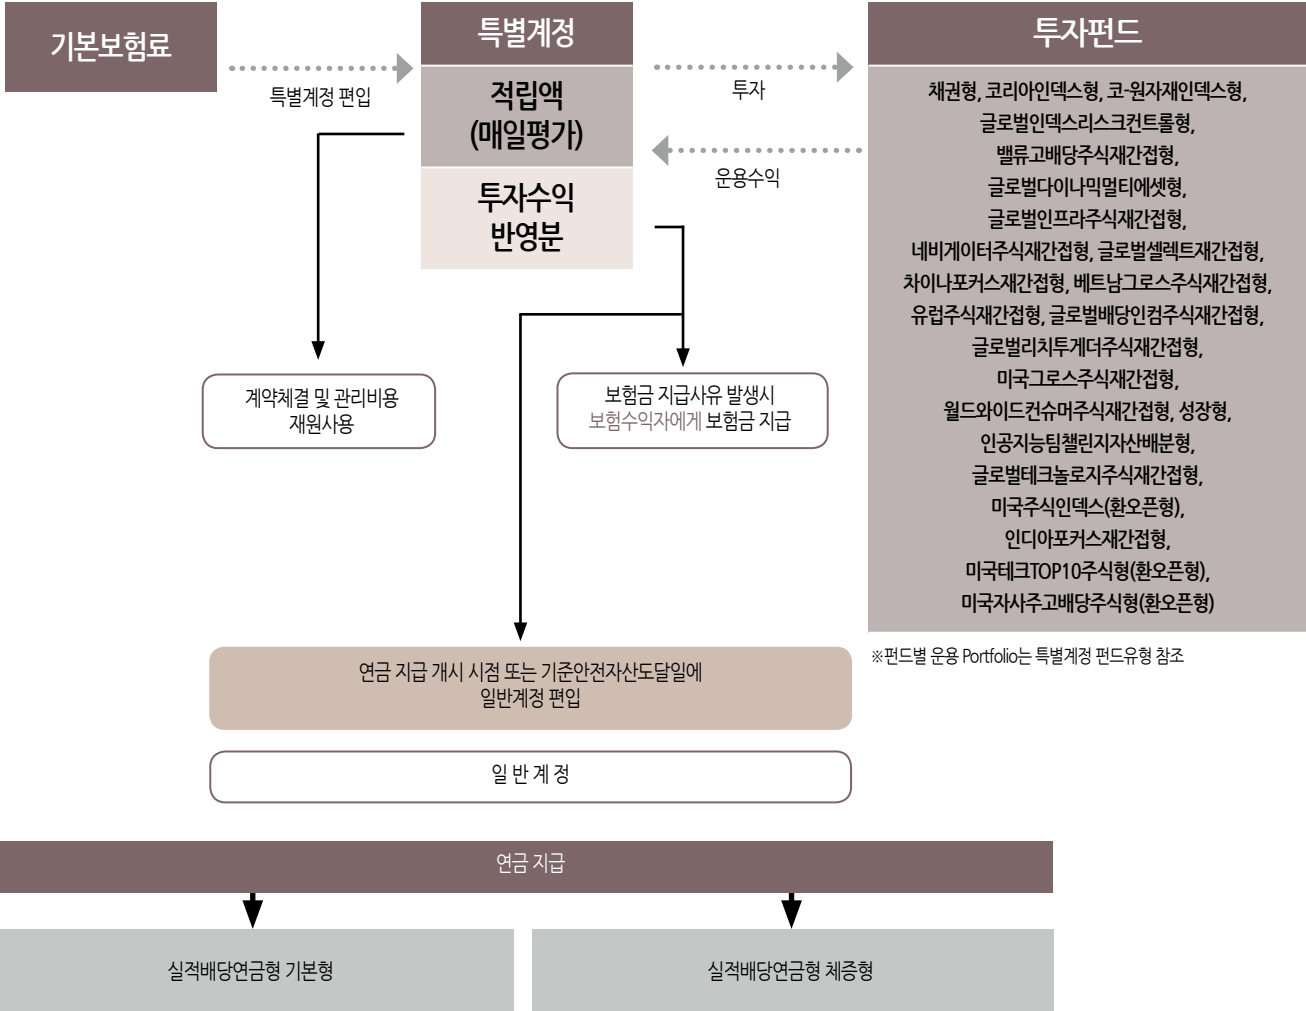 기본보험료
특별계정 편입
특별계정
적립액
(매일평가)
투자수익
반영분
투자
운용수익
투자펀드
채권형, 코리아인덱스형, 코-원자재인덱스형,
글로벌인덱스리스크컨트롤형,
밸류고배당주식재간접형,
글로벌다이나믹멀티에셋형,
글로벌인프라주식재간접형,
네비게이터주식재간접형, 글로벌셀렉트재간접형,
차이나포커스재간접형, 베트남그로스주식재간접형,
유럽주식재간접형, 글로벌배당인컴주식재간접형,
글로벌리치투게더주식재간접형,
미국그로스주식재간접형,
월드와이드컨슈머주식재간접형, 성장형,
인공지능팀챌린지자산배분형,
글로벌테크놀로지주식재간접형,
미국주식인덱스(환오픈형),
인디아포커스재간접형,
미국테크TOP10주식형(환오픈형),
미국자사주고배당주식형(환오픈형)
※펀드별 운용 Portfolio는 특별계정 펀드유형 참조
계약체결 및 관리비용
재원사용
보험금 지급사유 발생시
보험수익자에게 보험금 지급
연금 지급 개시 시점 또는 기준안전자산도달일에
일반계정 편입
일 반 계 정
연금 지급
실적배당연금형 기본형
실적배당연금형 체증형